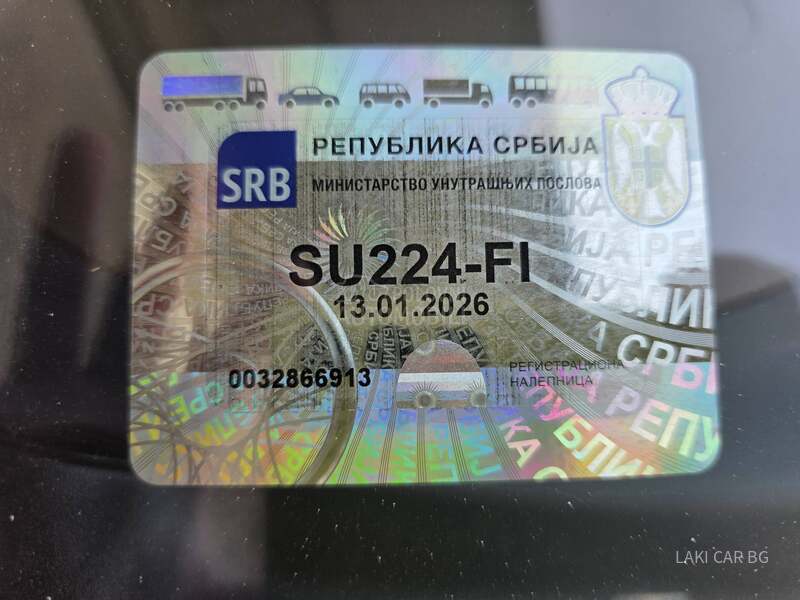 РЕПУБЛИКА СРБИЈА
SRB
МИНИСТАРСТВО УНУТРАШЊИХ ПОСЛОВА
SU224-FI
13.01.2026
0032866913
РЕГИСТРАЦИОНА
НАЛЕПНИЦА
LAKI CAR BG